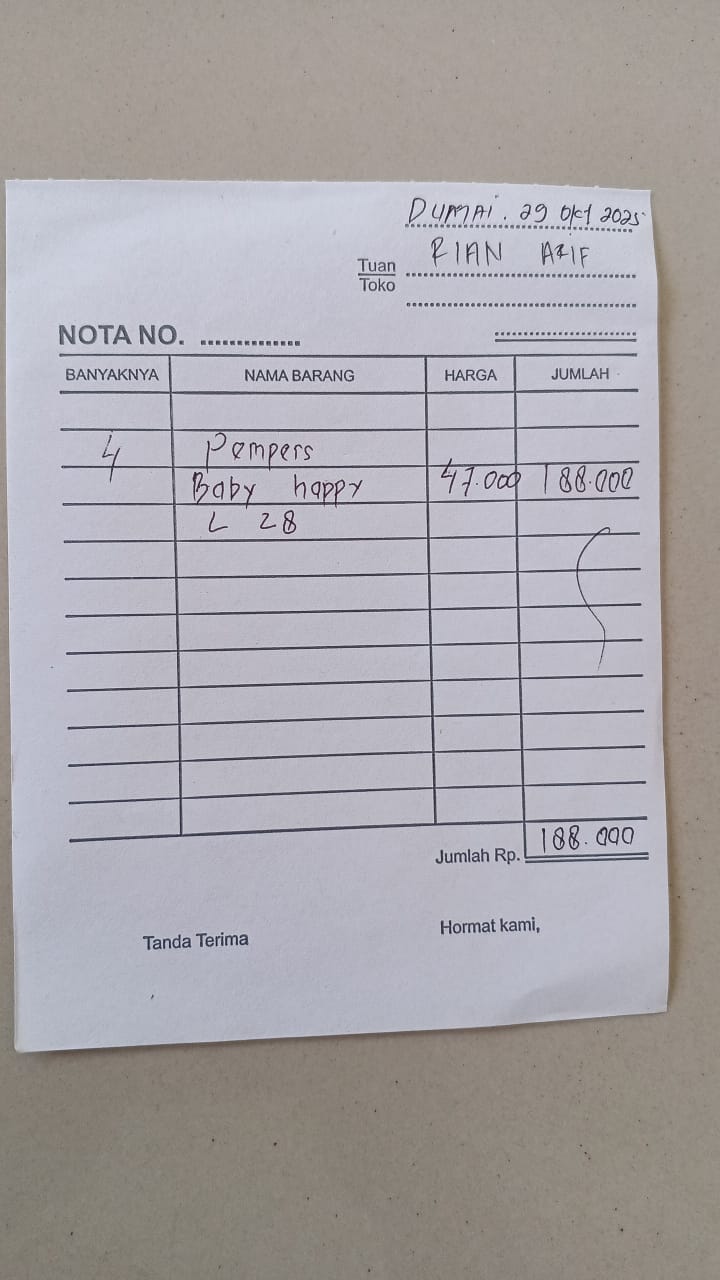 DUMAI. 29 Okt 2025
Tuan RIAN AZIF
Toko
NOTA NO. ..............
BANYAKNYA NAMA BARANG HARGA JUMLAH
4 Pempers
Baby happy 47.000 188.000
L 28
Jumlah Rp. 188.000
Tanda Terima Hormat kami,